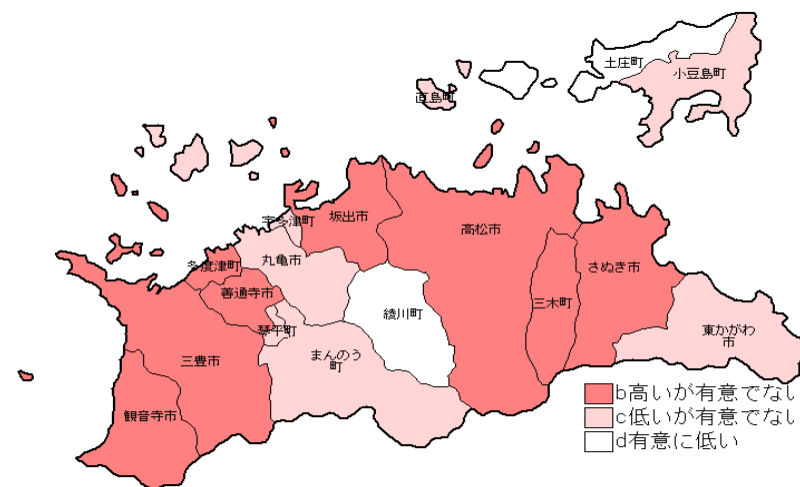 土庄町
小豆島町
直島町
宇多津町
坂出市
高松市
丸亀市
多度津町
さぬき市
善通寺市
三木町
綾川町
琴平町
東かがわ
市
まんのう
町
三豊市
観音寺市
b高いが有意でない
c低いが有意でない
d有意に低い